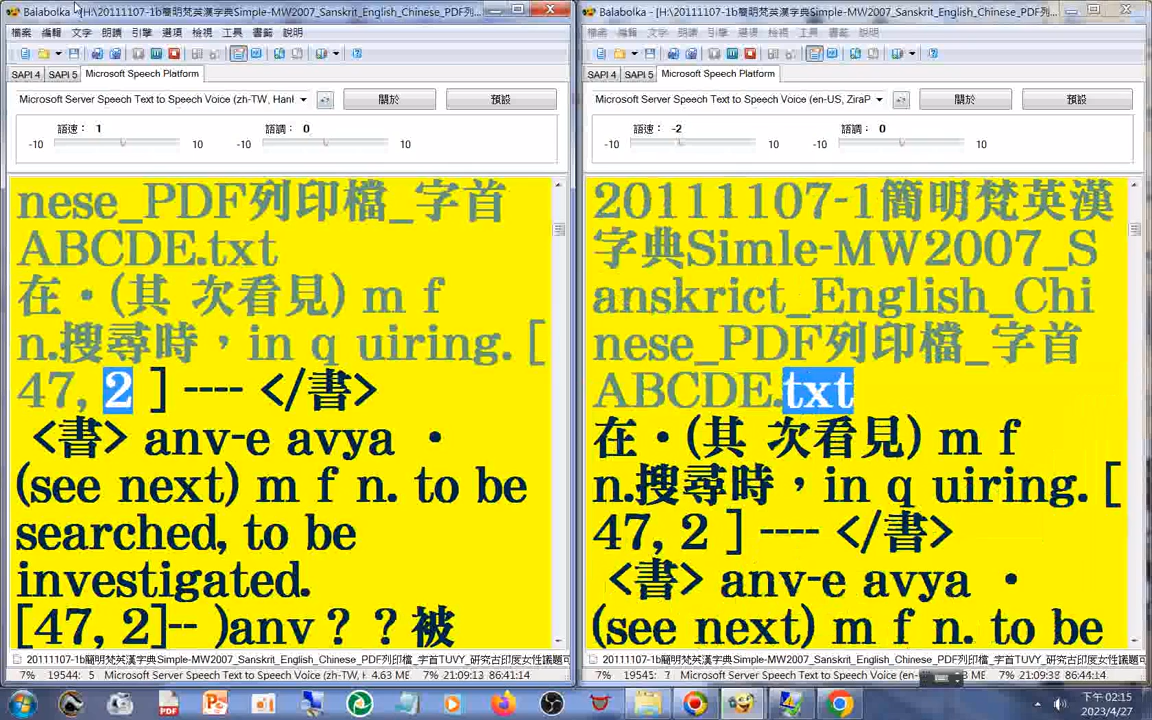 Balabolka - [H:\20111107-1b簡明梵英漢字典Simple-MW2007_Sanskrit_English_Chinese_PDF列...
檔案 編輯 文字 朗讀 引擎 選項 檢視 工具 書籤 說明
SAPI 4 SAPI 5 Microsoft Speech Platform
Microsoft Server Speech Text to Speech Voice (zh-TW, Hanl
關於 預設
語速： 1 語調： 0
-10 10 -10 10
nese_PDF列印檔_字首
ABCDE.txt
在・(其 次看見) m f
n.搜尋時，in q uiring. [
47, 2 ] ---- </書>
<書> anv-e avya ・
(see next) m f n. to be
searched, to be
investigated.
[47, 2]-- )anv？？被
20111107-1b簡明梵英漢字典Simple-MW2007_Sanskrit_English_Chinese_PDF列印檔_字首TUVY_研究古印度女性議題可
7% 19544: 5 Microsoft Server Speech Text to Speech Voice (zh-TW, H 4.63 ME 7% 21:09:13 86:41:14
Balabolka - [H:\20111107-1b簡明梵英漢字典Simple-MW2007_Sanskrit_English_Chinese_PDF列...
檔案 編輯 文字 朗讀 引擎 選項 檢視 工具 書籤 說明
SAPI 4 SAPI 5 Microsoft Speech Platform
Microsoft Server Speech Text to Speech Voice (en-US, ZiraP
關於 預設
語速： -2 語調： 0
-10 10 -10 10
20111107-1簡明梵英漢
字典Simle-MW2007_S
anskrict_English_Chi
nese_PDF列印檔_字首
ABCDE.txt
在・(其 次看見) m f
n.搜尋時，in q uiring. [
47, 2 ] ---- </書>
<書> anv-e avya ・
(see next) m f n. to be
20111107-1b簡明梵英漢字典Simple-MW2007_Sanskrit_English_Chinese_PDF列印檔_字首TUVY_研究古印度女性議題可
7% 19545: ? Microsoft Server Speech Text to Speech Voice 7% 21:09:13 86:44:14
下午 02:15
2023/4/27